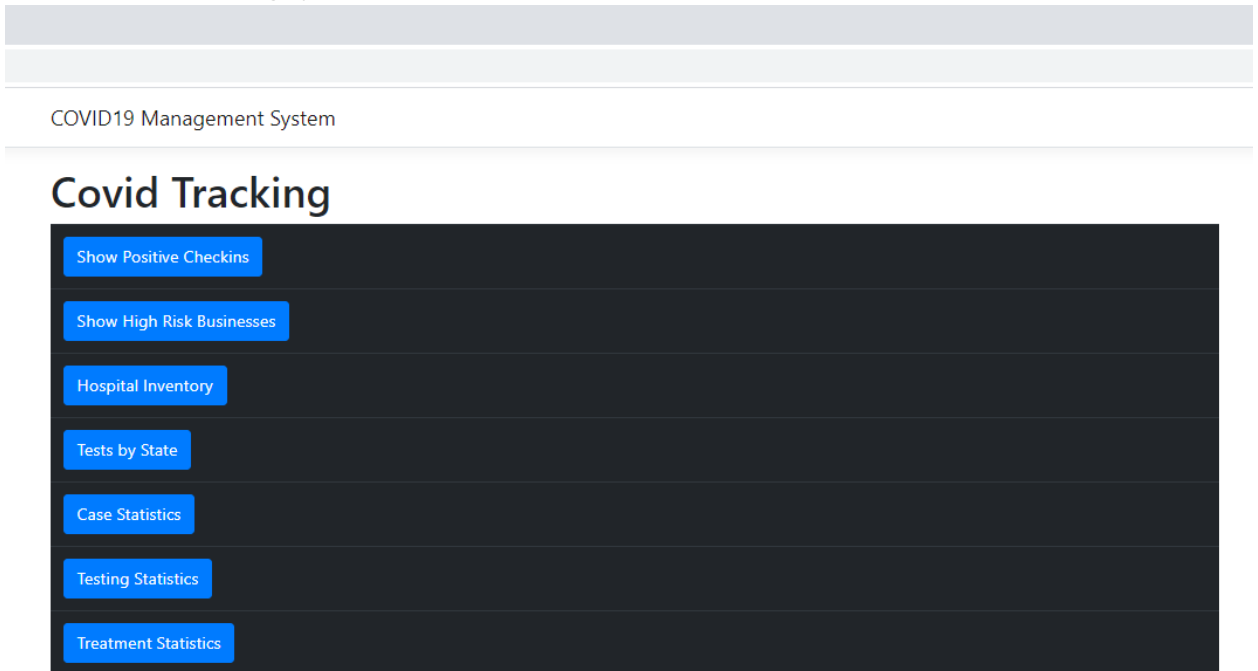 COVID19 Management System
Covid Tracking
Show Positive Checkins
Show High Risk Businesses
Hospital Inventory
Tests by State
Case Statistics
Testing Statistics
Treatment Statistics